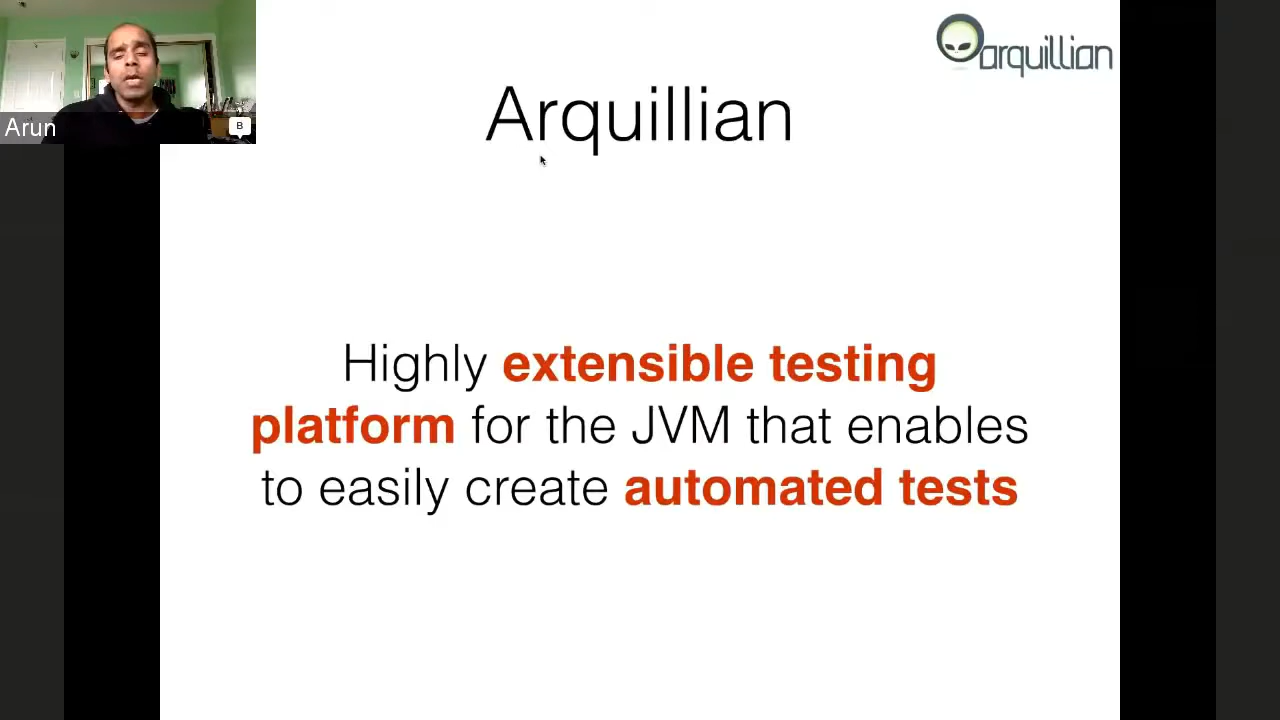 arquillian
Arquillian
Arun
B
Highly extensible testing
platform for the JVM that enables
to easily create automated tests